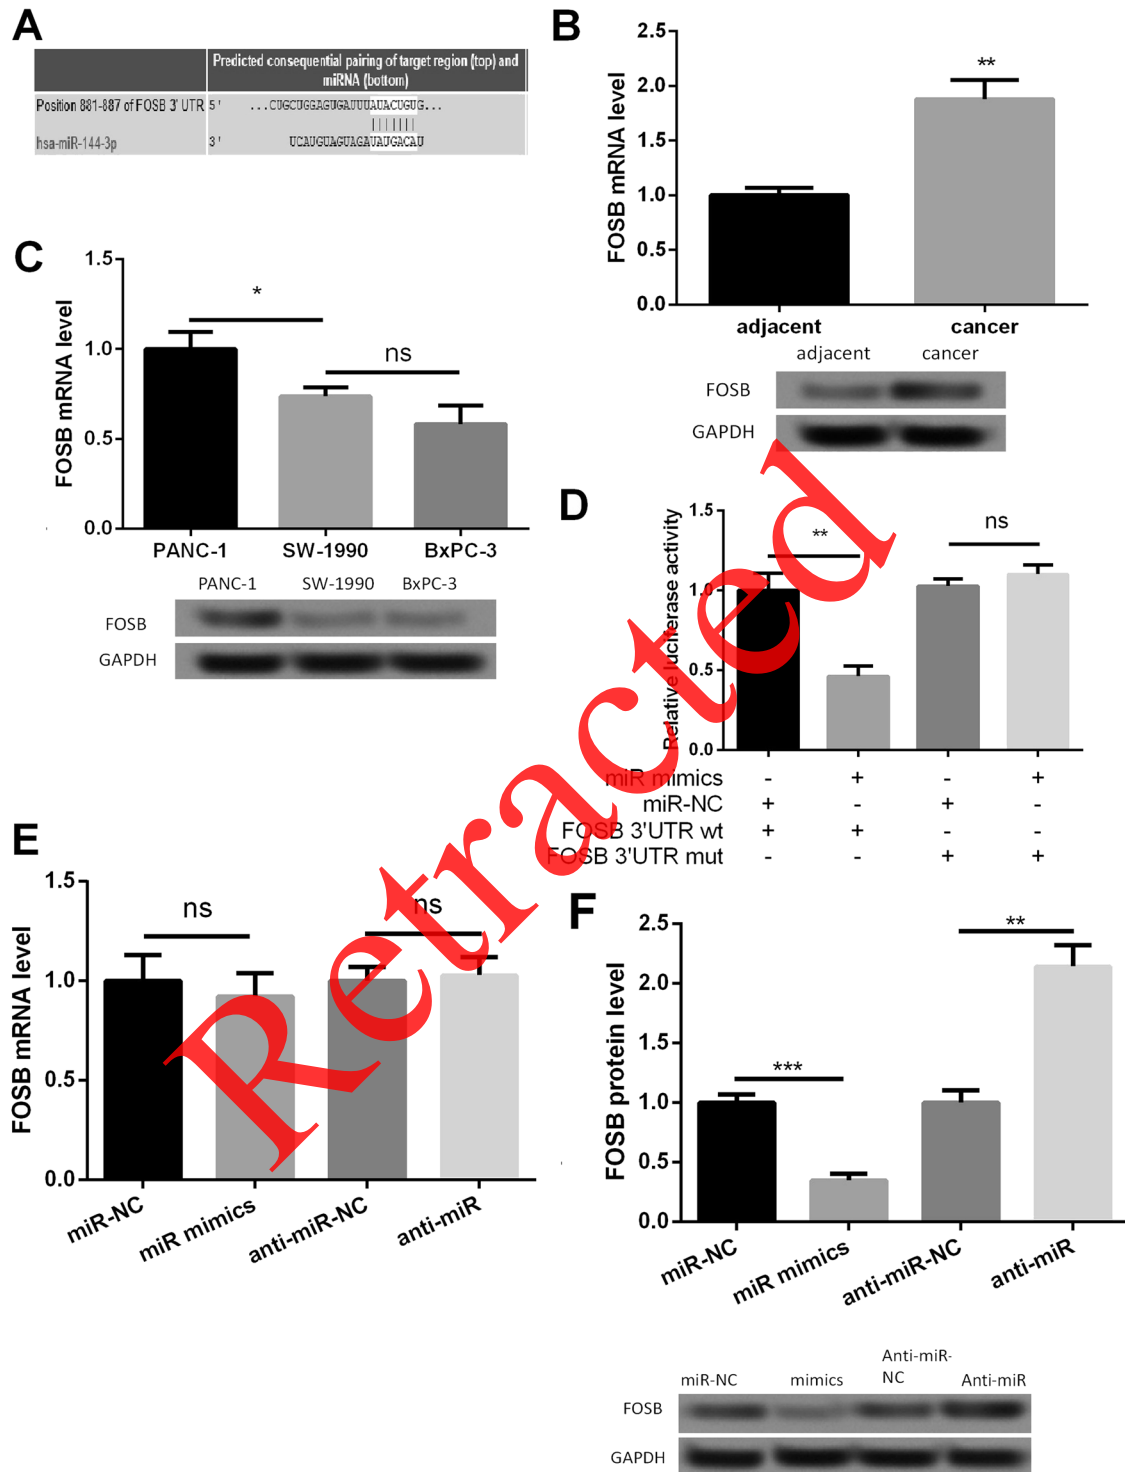 A
Predicted consequential pairing of target region (top) and
miRNA (bottom)
Position 881-887 of FOSB 3' UTR 5' ...CUGCUGGAGUGAUUUAUACUGUG...
hsa-miR-144-3p 3' UCAUGUAGUAGAUAUGACAU
B
FOSB mRNA level
2.5
2.0
1.5
1.0
0.5
0.0
**
adjacent cancer
adjacent cancer
FOSB
GAPDH
C
FOSB mRNA level
1.5
1.0
0.5
0.0
*
ns
PANC-1 SW-1990 BxPC-3
PANC-1 SW-1990 BxPC-3
FOSB
GAPDH
D
Relative luciferase activity
1.5
1.0
0.5
0.0
**
ns
miR mimics - + - +
miR-NC + - + -
FOSB 3'UTR wt + + - -
FOSB 3'UTR mut - - + +
E
FOSB mRNA level
1.5
1.0
0.5
0.0
ns
ns
miR-NC miR mimics anti-miR-NC anti-miR
F
FOSB protein level
2.5
2.0
1.5
1.0
0.5
0.0
***
**
miR-NC miR mimics anti-miR-NC anti-miR
miR-NC mimics Anti-miR-
NC Anti-miR
FOSB
GAPDH
Retracted